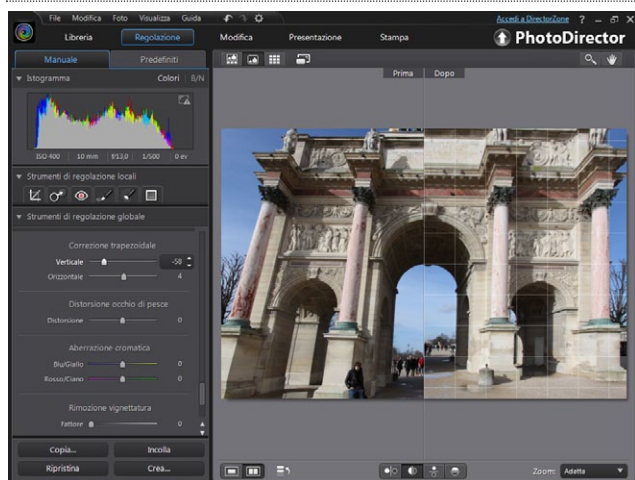 File Modifica Foto Visualizza Guida
Accedi a DirectorZone ?
Libreria Regolazione Modifica Presentazione Stampa
PhotoDirector
Manuale Predefiniti
Istogramma Colori B/N
Prima Dopo
ISO 400 10 mm f/13,0 1/500 0 ev
Strumenti di regolazione locali
Strumenti di regolazione globale
Correzione trapezoidale
Verticale -58
Orizzontale 4
Distorsione occhio di pesce
Distorsione 0
Aberrazione cromatica
Blu/Giallo 0
Rosso/Ciano 0
Rimozione vignettatura
Fattore 0
Copia... Incolla
Ripristina Crea...
Zoom: Adatta